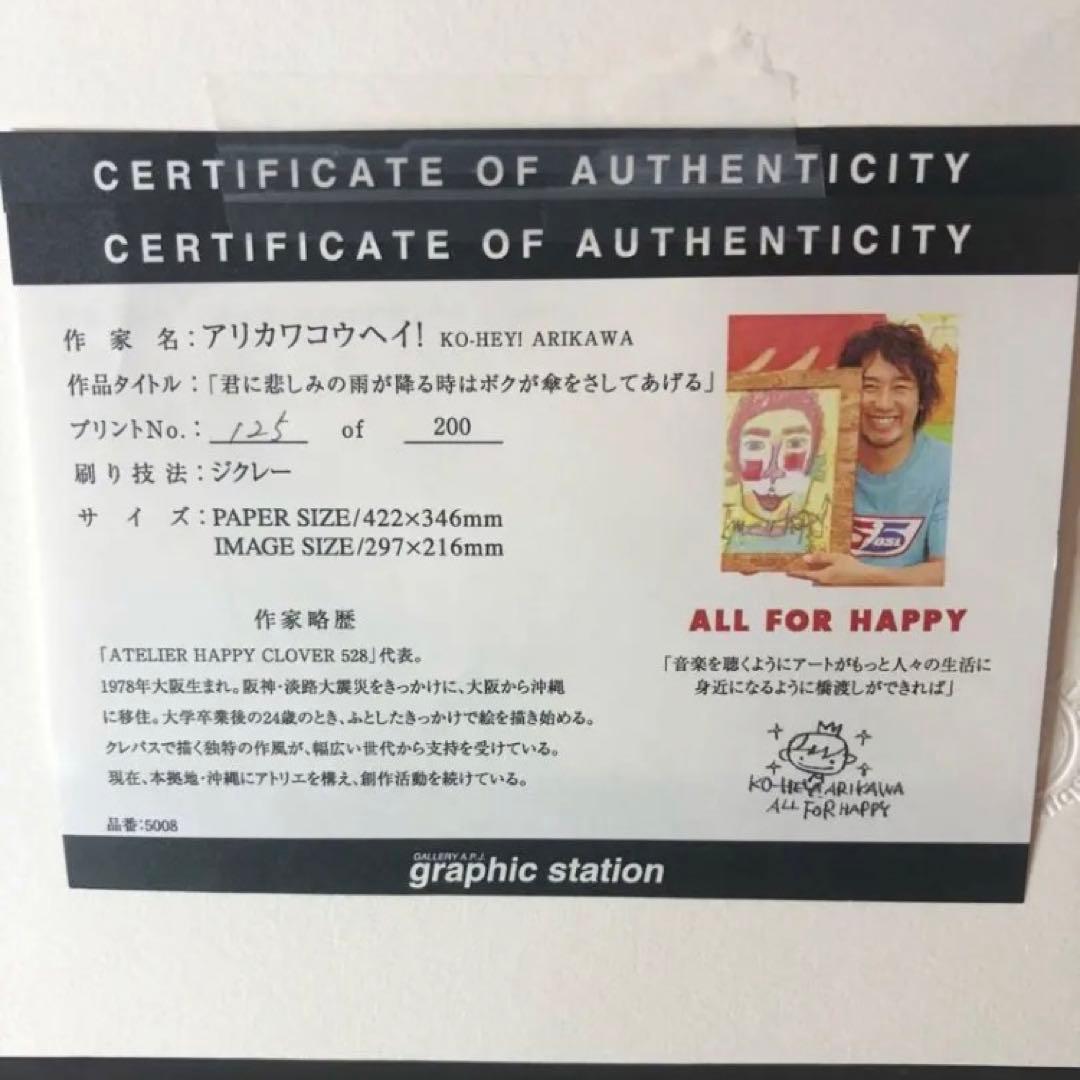 CERTIFICATE OF AUTHENTICITY
CERTIFICATE OF AUTHENTICITY
作家名:アリカワコウヘイ! KO-HEY! ARIKAWA
作品タイトル:「君に悲しみの雨が降る時はボクが傘をさしてあげる」
プリントNo.: 125 of 200
刷り技法:ジクレー
サイズ:PAPER SIZE/422×346mm
IMAGE SIZE/297×216mm
作家略歴
「ATELIER HAPPY CLOVER 528」代表。
1978年大阪生まれ。阪神・淡路大震災をきっかけに、大阪から沖縄
に移住。大学卒業後の24歳のとき、ふとしたきっかけで絵を描き始める。
クレパスで描く独特の作風が、幅広い世代から支持を受けている。
現在、本拠地・沖縄にアトリエを構え、創作活動を続けている。
品番:5008
ALL FOR HAPPY
「音楽を聴くようにアートがもっと人々の生活に
身近になるように橋渡しができれば」
KO-HEY! ARIKAWA
ALL FOR HAPPY
GALLERY A.P.J.
graphic station